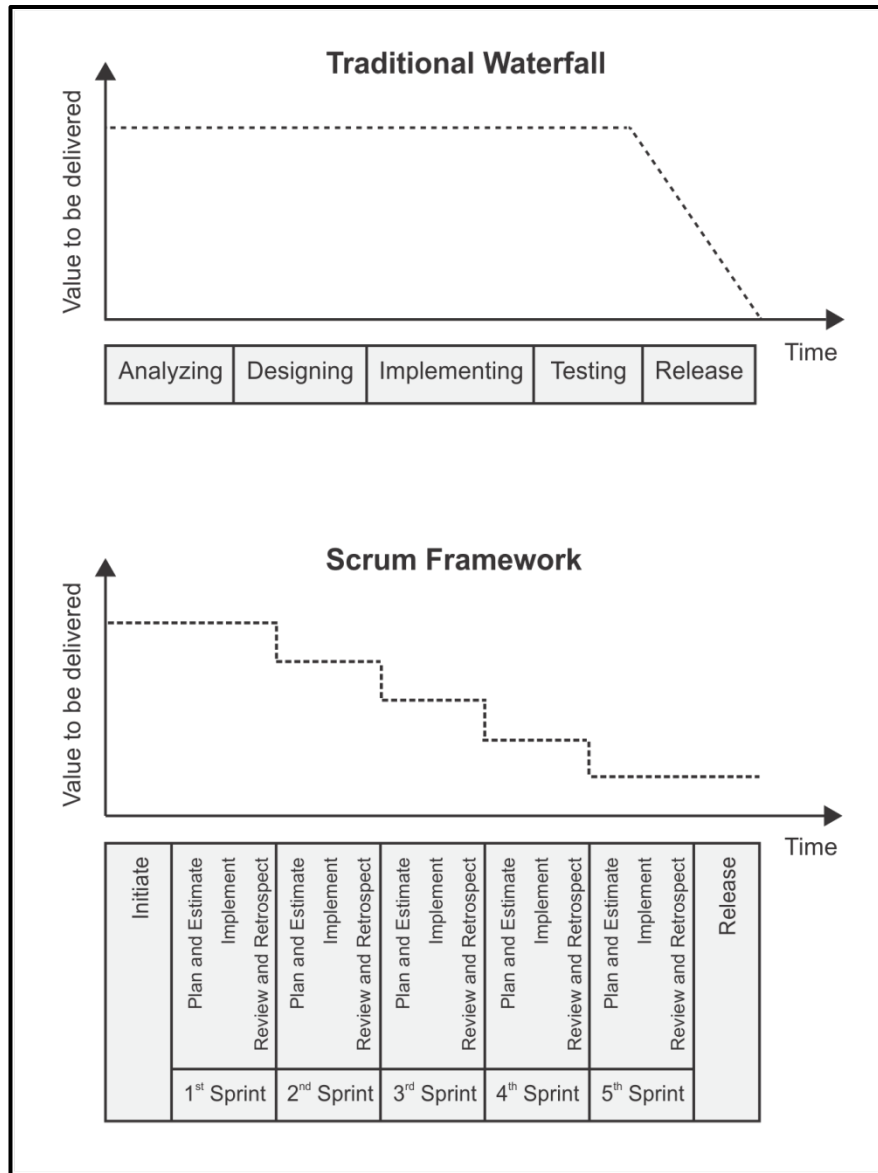 Traditional Waterfall
Value to be delivered
Time
Analyzing
Designing
Implementing
Testing
Release
Scrum Framework
Value to be delivered
Time
Initiate
Plan and Estimate
Implement
Review and Retrospect
Plan and Estimate
Implement
Review and Retrospect
Plan and Estimate
Implement
Review and Retrospect
Plan and Estimate
Implement
Review and Retrospect
Plan and Estimate
Implement
Review and Retrospect
Release
1st Sprint
2nd Sprint
3rd Sprint
4th Sprint
5th Sprint